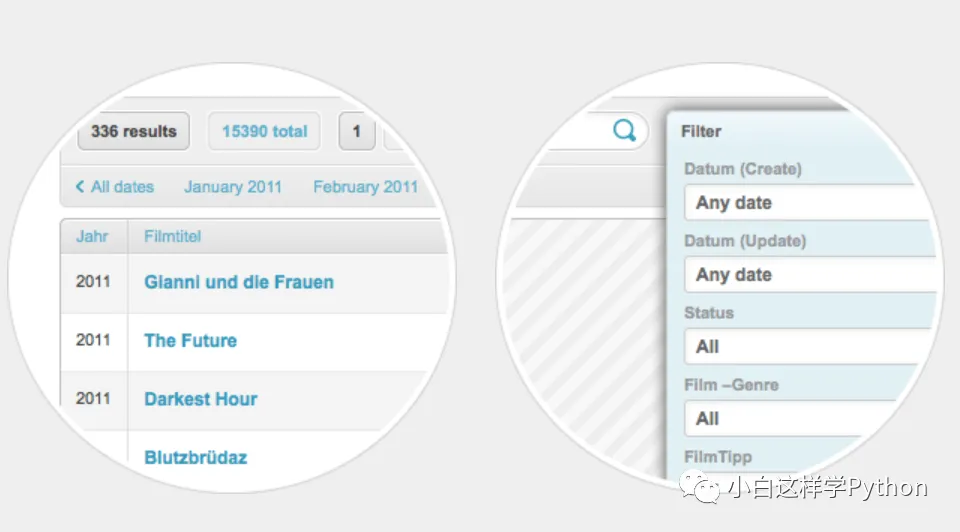 336 results 15390 total 1
All dates January 2011 February 2011
Jahr Filmtitel
2011 Gianni und die Frauen
2011 The Future
2011 Darkest Hour
Blutzbrüdaz
Filter
Datum (Create)
Any date
Datum (Update)
Any date
Status
All
Film –Genre
All
FilmTipp
小白这样学Python